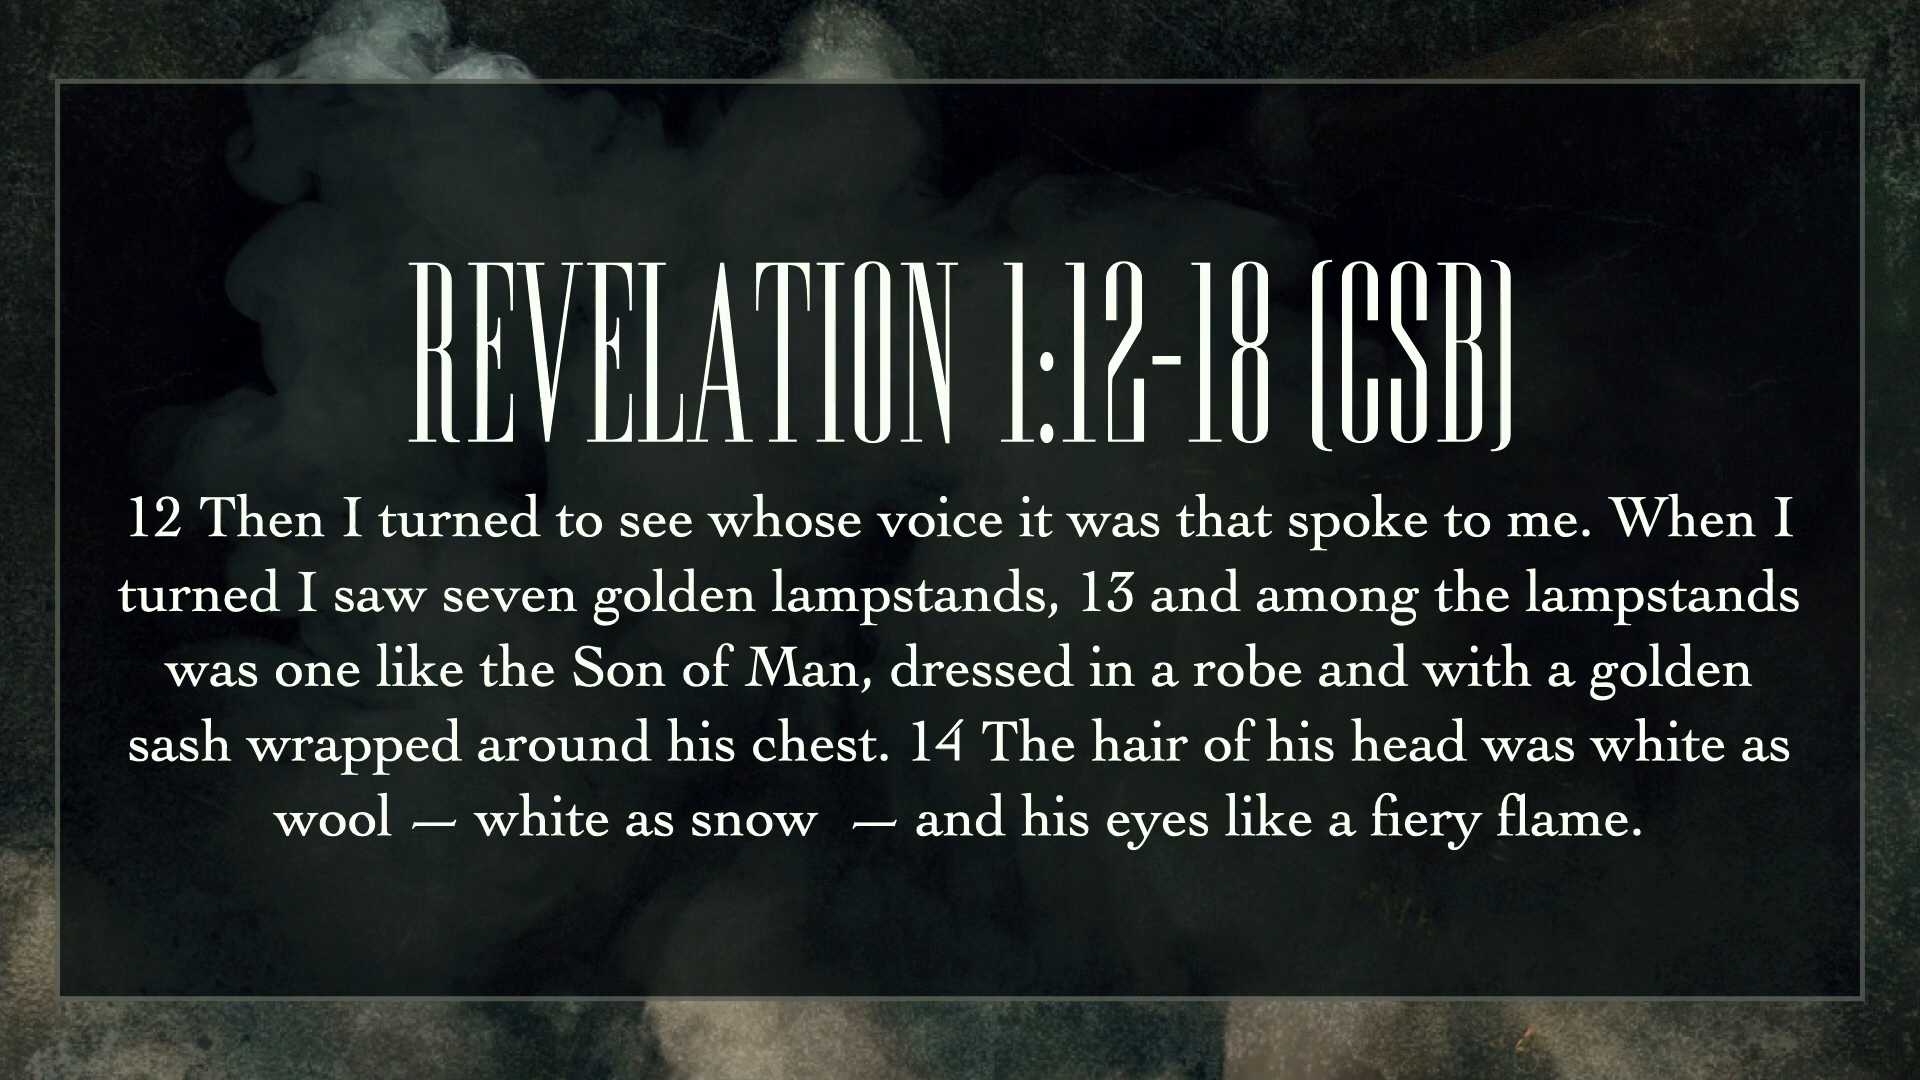 REVELATION 1:12-18 (CSB)
12 Then I turned to see whose voice it was that spoke to me. When I
turned I saw seven golden lampstands, 13 and among the lampstands
was one like the Son of Man, dressed in a robe and with a golden
sash wrapped around his chest. 14 The hair of his head was white as
wool — white as snow  — and his eyes like a fiery flame.